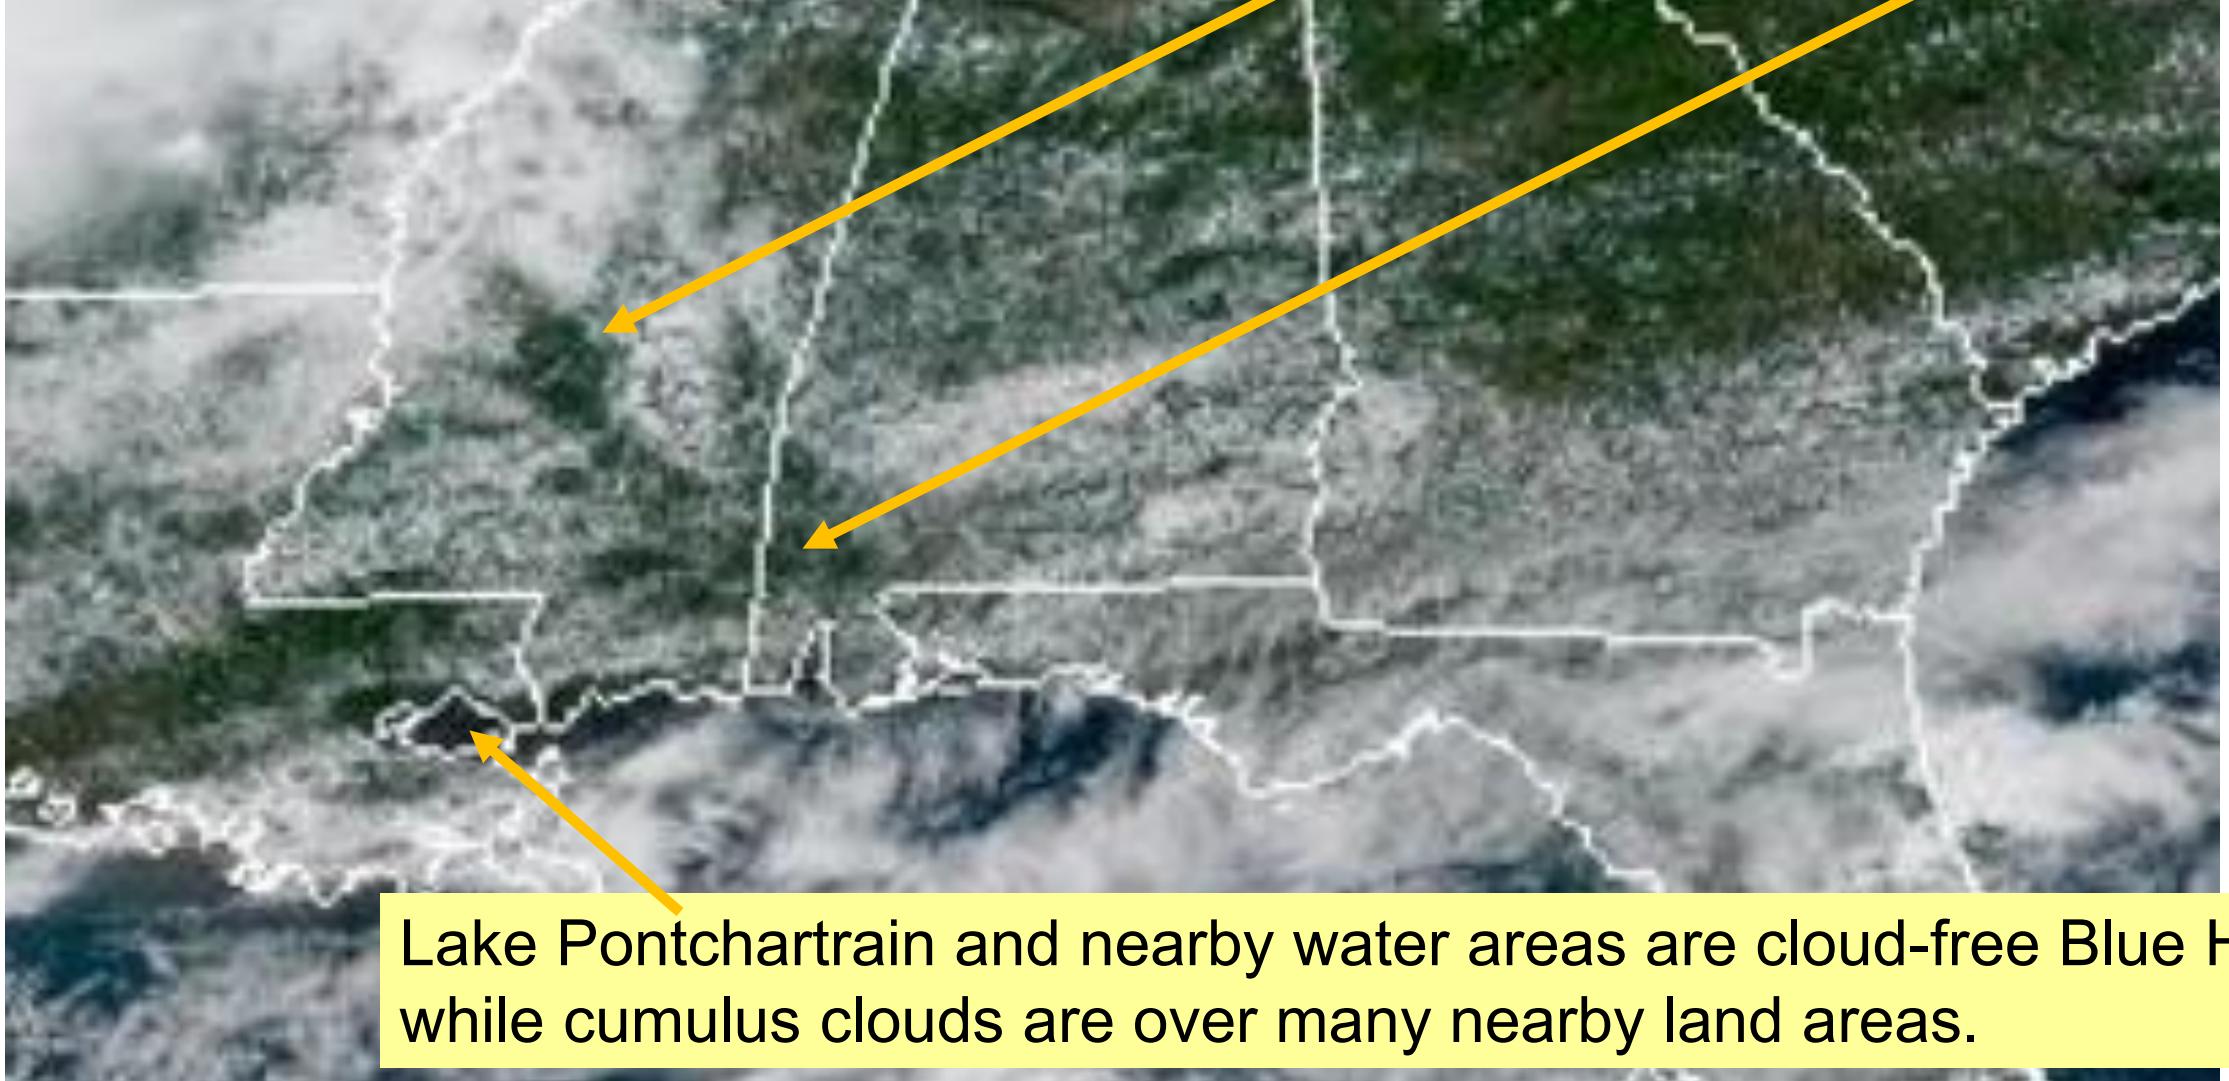 Lake Pontchartrain and nearby water areas are cloud-free Blue H
while cumulus clouds are over many nearby land areas.